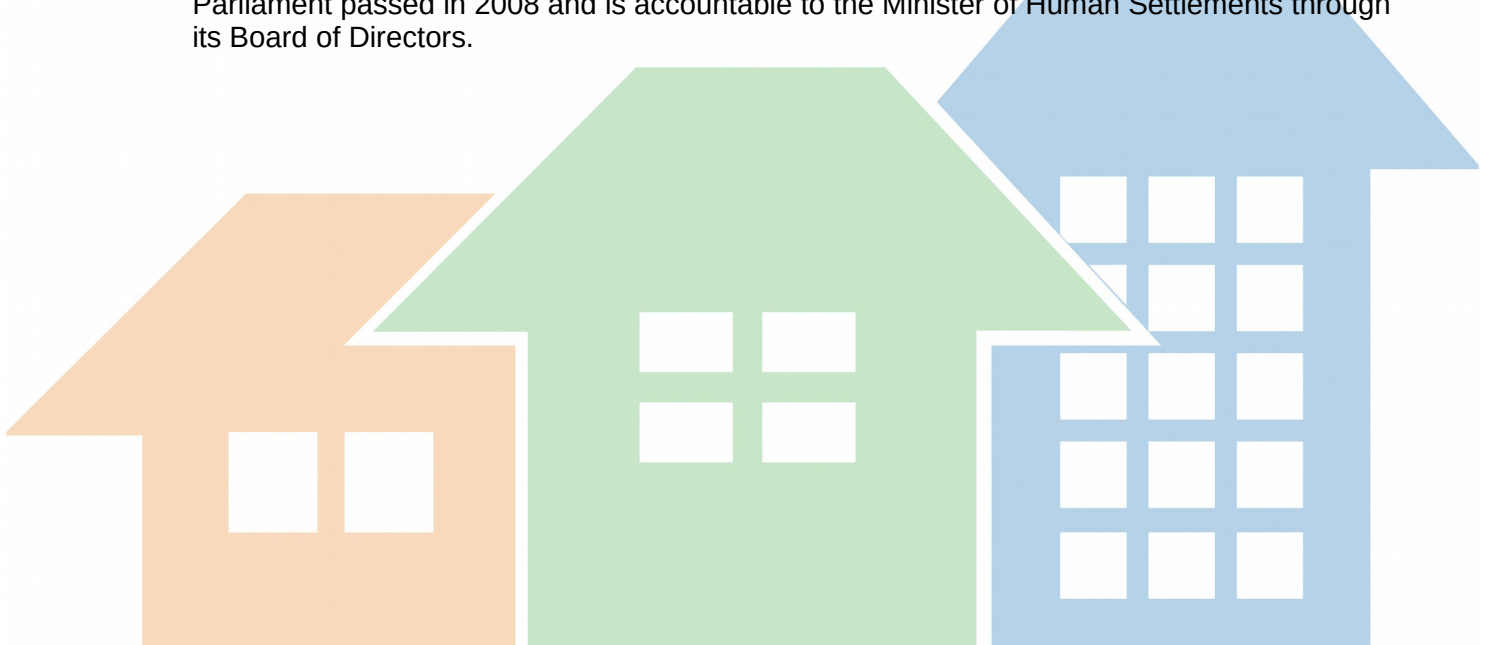 Parliament passed in 2008 and is accountable to the Minister of Human Settlements through
its Board of Directors.